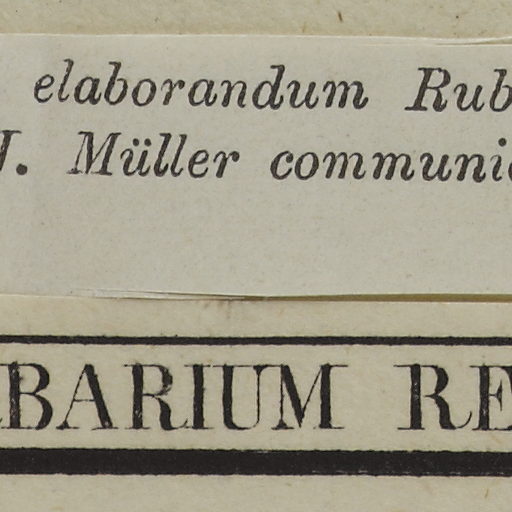 elaborandum Rub
J. Müller communi
BARIUM RE